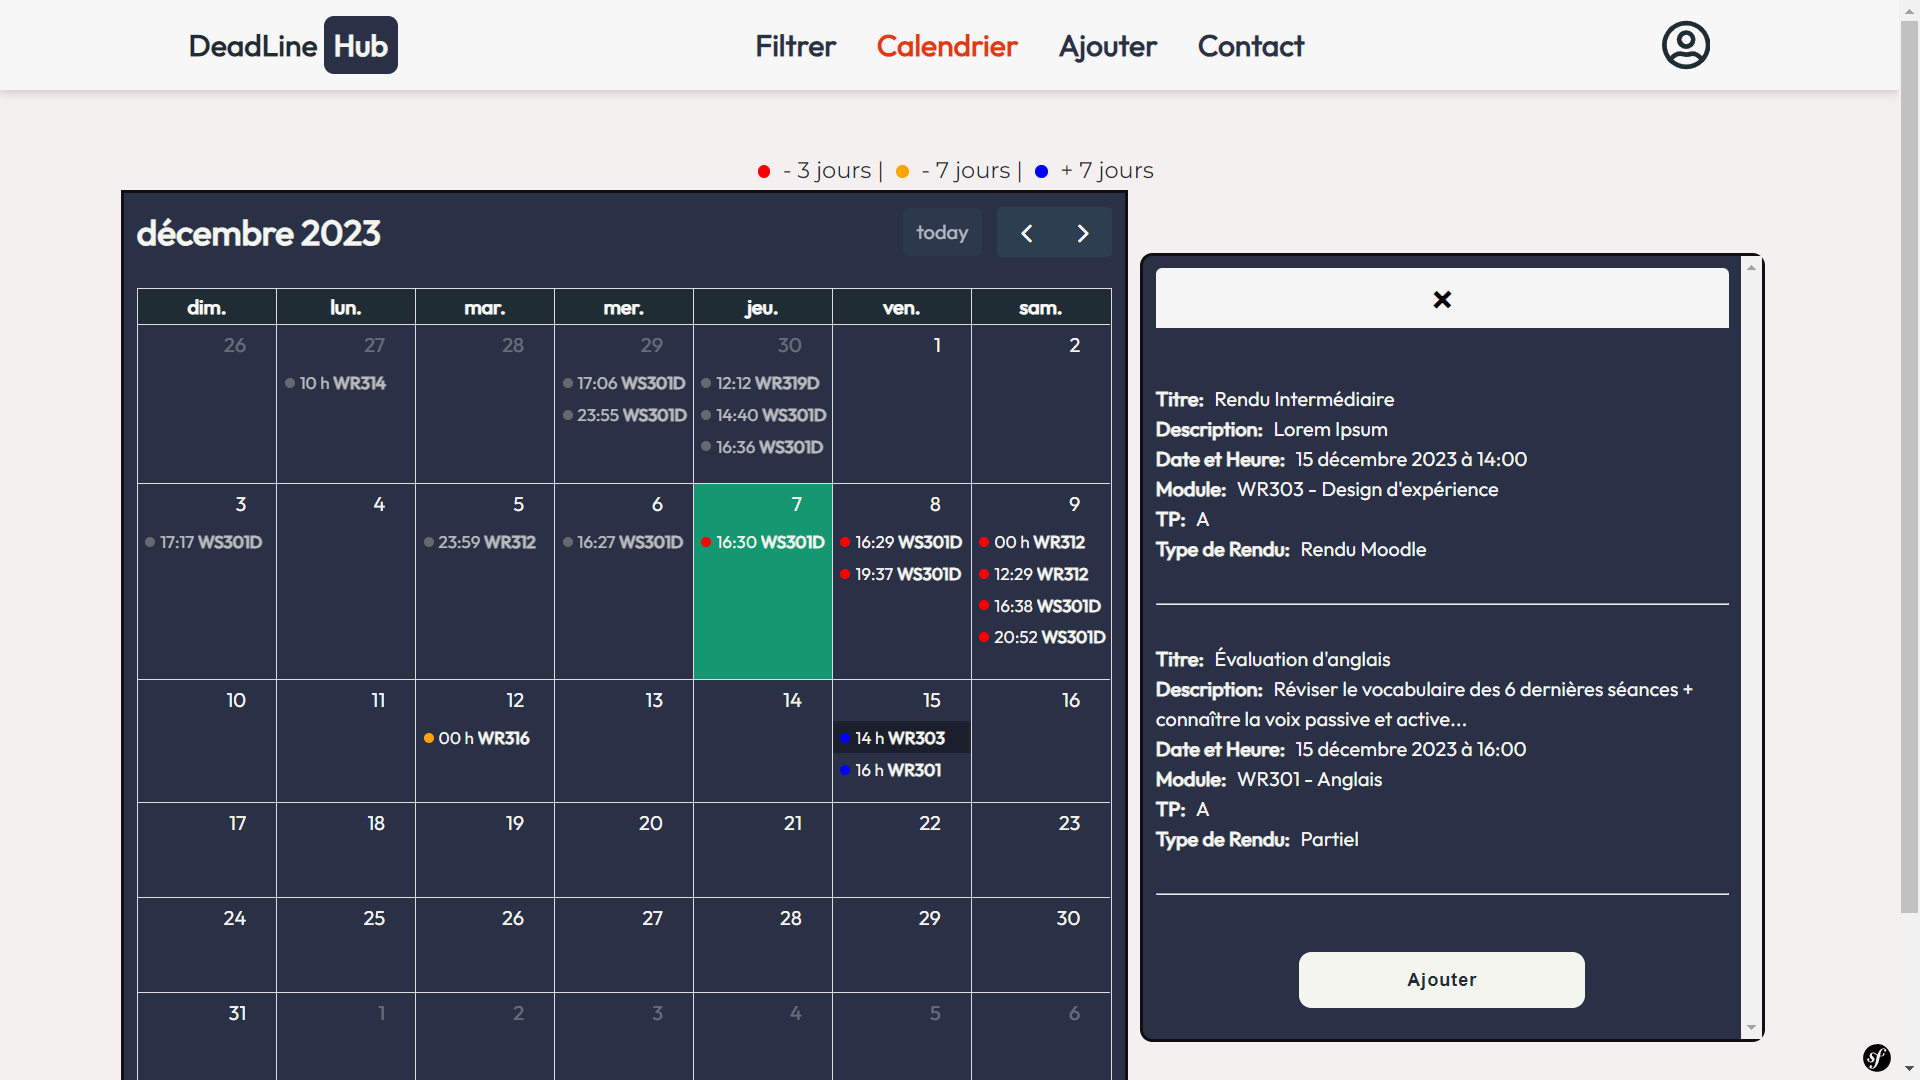 DeadLine Hub
Filtrer Calendrier Ajouter Contact
- 3 jours | - 7 jours | + 7 jours
décembre 2023
today
dim. lun. mar. mer. jeu. ven. sam.
26 27 28 29 30 1 2
10 h WR314 17:06 WS301D 12:12 WR319D
23:55 WS301D 14:40 WS301D
16:36 WS301D
3 4 5 6 7 8 9
17:17 WS301D 23:59 WR312 16:27 WS301D 16:30 WS301D 16:29 WS301D 00 h WR312
19:37 WS301D 12:29 WR312
16:38 WS301D
20:52 WS301D
10 11 12 13 14 15 16
00 h WR316 14 h WR303
16 h WR301
17 18 19 20 21 22 23
24 25 26 27 28 29 30
31 1 2 3 4 5 6
Titre: Rendu Intermédiaire
Description: Lorem Ipsum
Date et Heure: 15 décembre 2023 à 14:00
Module: WR303 - Design d'expérience
TP: A
Type de Rendu: Rendu Moodle
Titre: Évaluation d'anglais
Description: Réviser le vocabulaire des 6 dernières séances +
connaître la voix passive et active...
Date et Heure: 15 décembre 2023 à 16:00
Module: WR301 - Anglais
TP: A
Type de Rendu: Partiel
Ajouter
sf